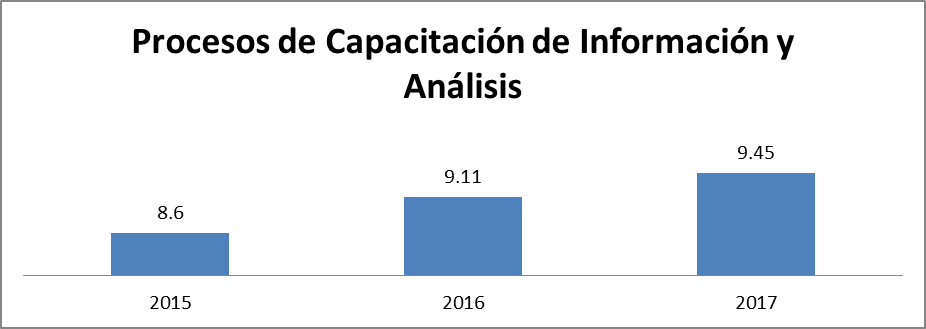 Procesos de Capacitación de Información y
Análisis
9.45
9.11
8.6
2015 2016 2017